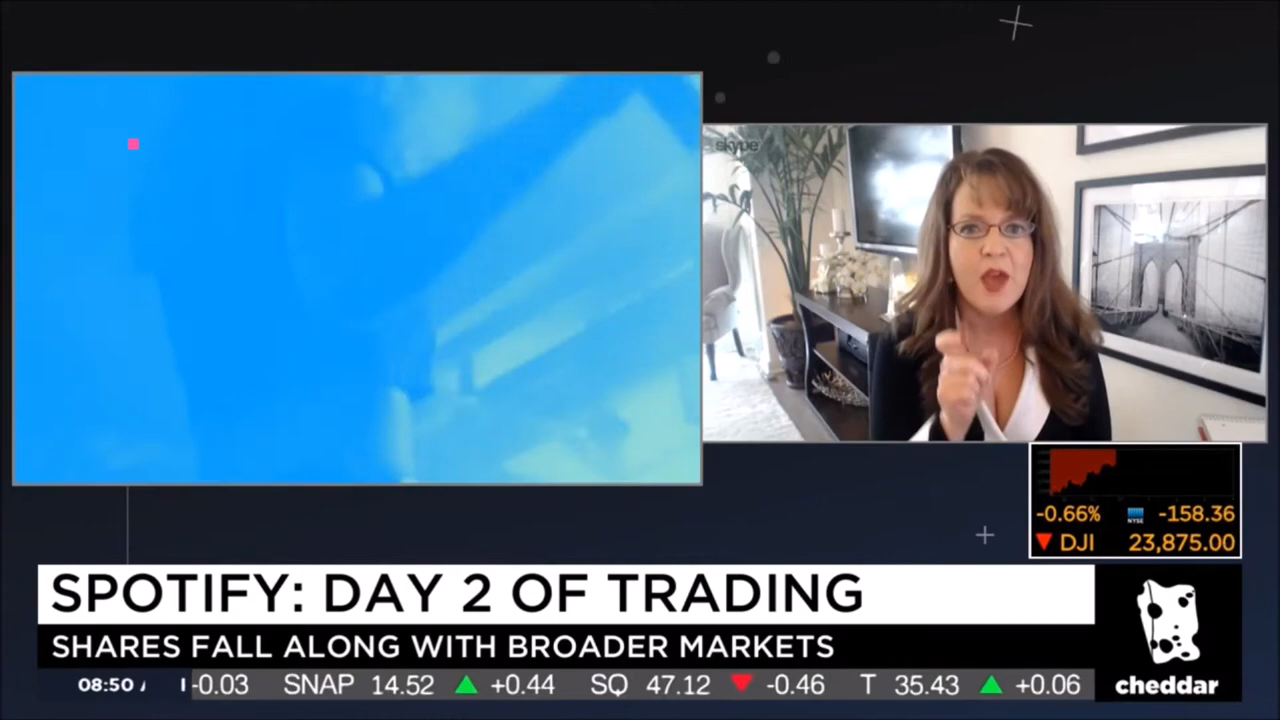 skype
-0.66% NYSE -158.36
DJI 23,875.00
SPOTIFY: DAY 2 OF TRADING
SHARES FALL ALONG WITH BROADER MARKETS
08:50 -0.03 SNAP 14.52 +0.44 SQ 47.12 -0.46 T 35.43 +0.06
cheddar